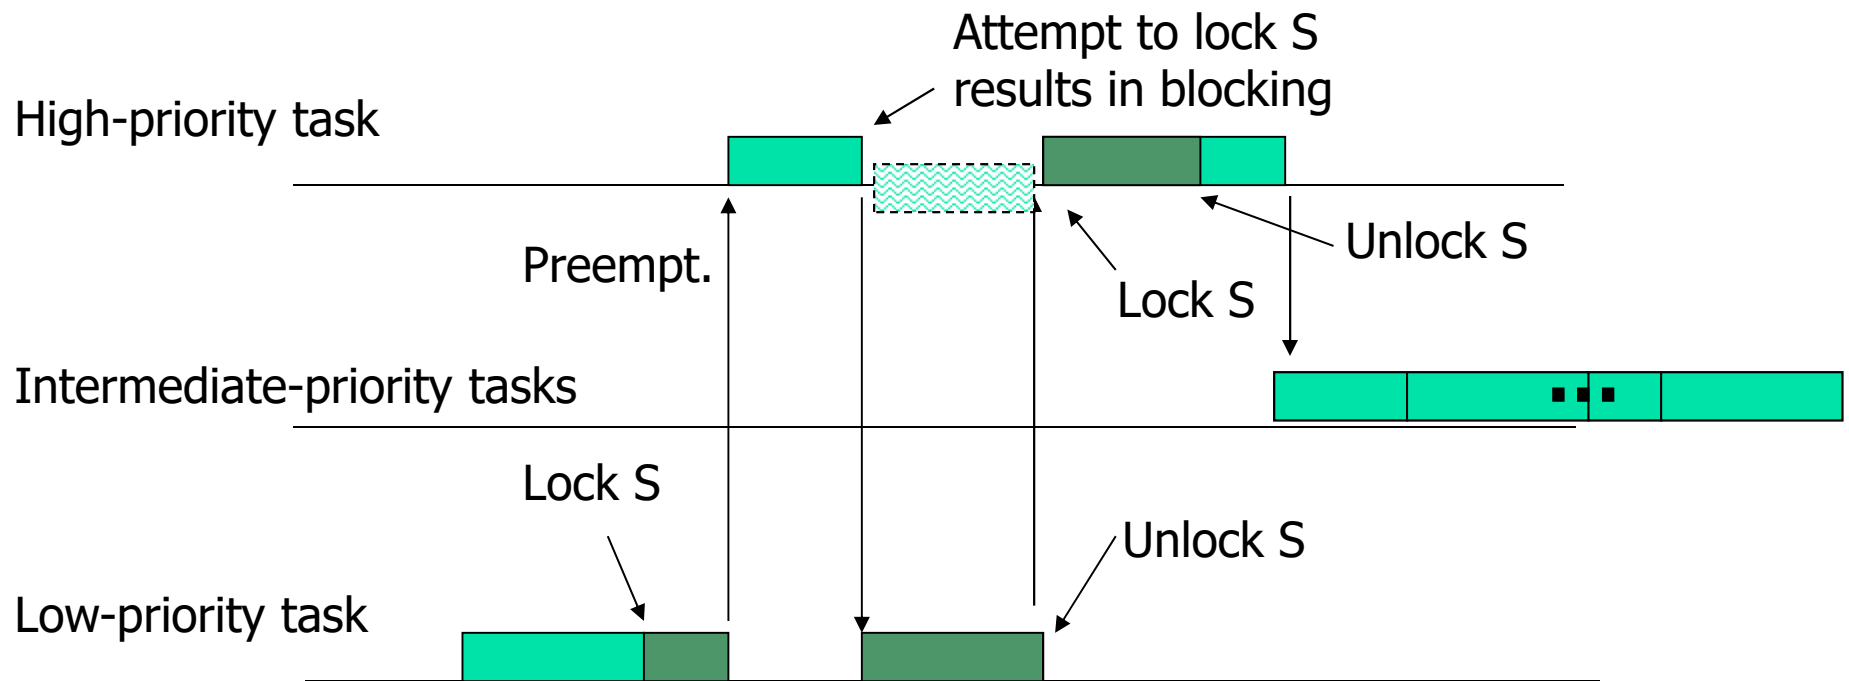 Attempt to lock S
results in blocking
High-priority task
Unlock S
Preempt.
Lock S
Intermediate-priority tasks
Lock S
Unlock S
Low-priority task